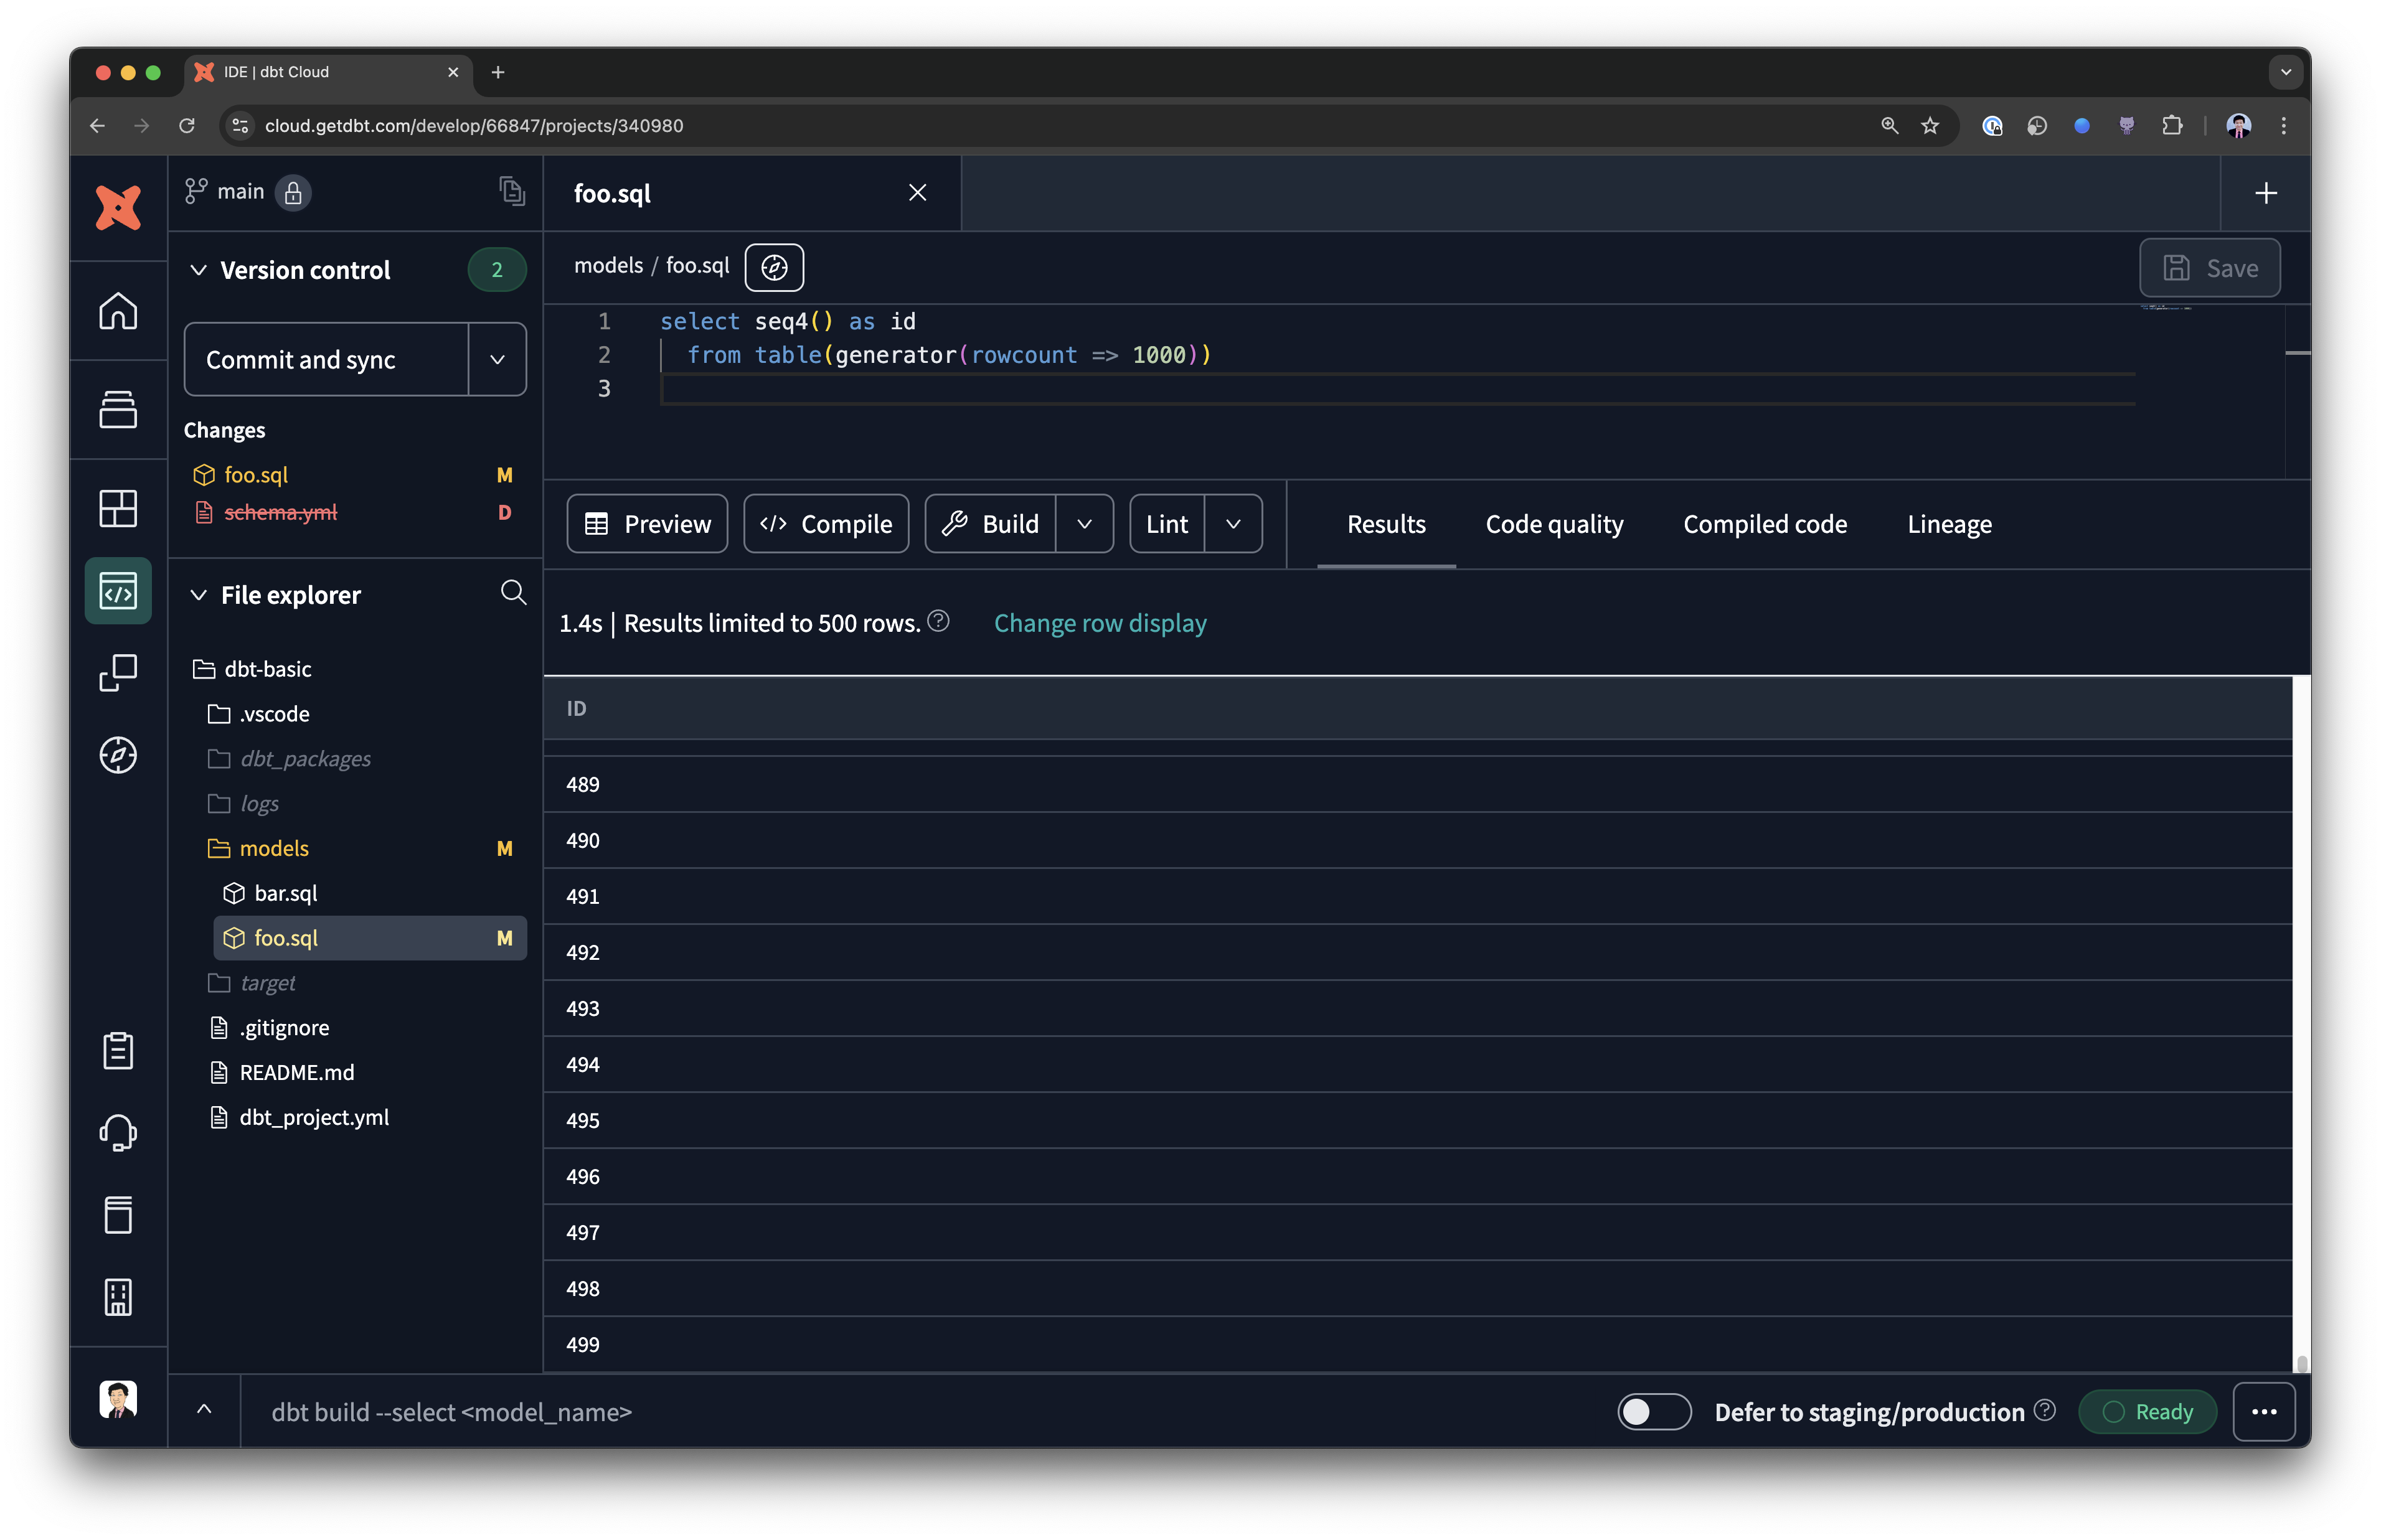 IDE | dbt Cloud
cloud.getdbt.com/develop/66847/projects/340980
main
foo.sql
Version control
2
models / foo.sql
Save
Commit and sync
1 select seq4() as id
2 from table(generator(rowcount => 1000))
3
Changes
foo.sql M
schema.yml D
Preview
</> Compile
Build
Lint
Results
Code quality
Compiled code
Lineage
File explorer
1.4s | Results limited to 500 rows.
Change row display
dbt-basic
.vscode
dbt_packages
logs
models M
bar.sql
foo.sql M
target
.gitignore
README.md
dbt_project.yml
ID
489
490
491
492
493
494
495
496
497
498
499
dbt build --select <model_name>
Defer to staging/production
Ready